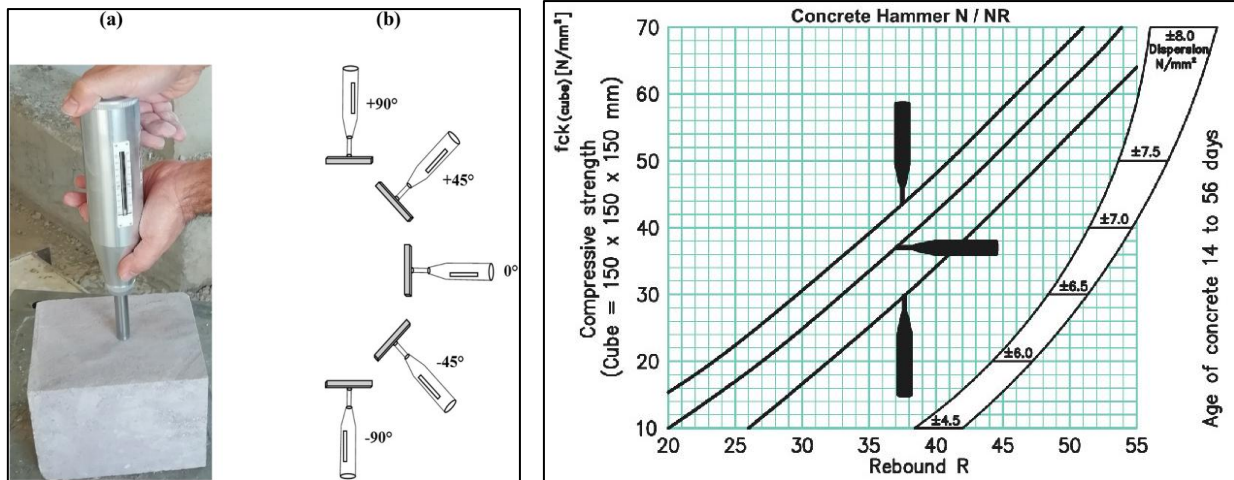 (a)
(b)
+90°
+45°
0°
-45°
-90°
Concrete Hammer N / NR
fck(cube) [N/mm²]
Compressive strength
(Cube = 150 x 150 x 150 mm)
70
60
50
40
30
20
10
±8.0
Dispersion
N/mm²
±7.5
±7.0
±6.5
±6.0
±4.5
20
25
30
35
40
45
50
55
Rebound R
Age of concrete 14 to 56 days